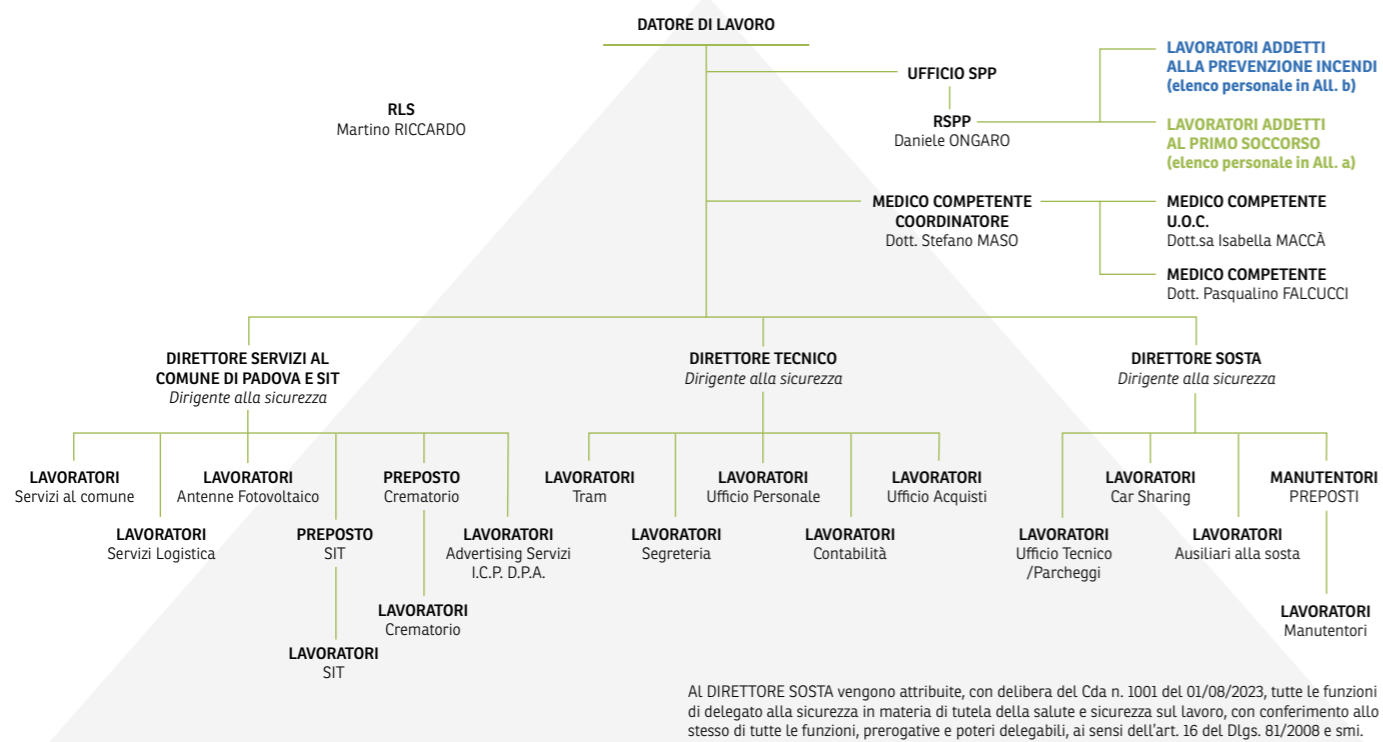 DATORE DI LAVORO
RLS
Martino RICCARDO
UFFICIO SPP
RSPP
Daniele ONGARO
LAVORATORI ADDETTI
ALLA PREVENZIONE INCENDI
(elenco personale in All. b)
LAVORATORI ADDETTI
AL PRIMO SOCCORSO
(elenco personale in All. a)
MEDICO COMPETENTE
COORDINATORE
Dott. Stefano MASO
MEDICO COMPETENTE
U.O.C.
Dott.sa Isabella MACCÀ
MEDICO COMPETENTE
Dott. Pasqualino FALCUCCI
DIRETTORE SERVIZI AL
COMUNE DI PADOVA E SIT
Dirigente alla sicurezza
DIRETTORE TECNICO
Dirigente alla sicurezza
DIRETTORE SOSTA
Dirigente alla sicurezza
LAVORATORI
Servizi al comune
LAVORATORI
Servizi Logistica
LAVORATORI
Antenne Fotovoltaico
PREPOSTO
SIT
LAVORATORI
SIT
PREPOSTO
Crematorio
LAVORATORI
Crematorio
LAVORATORI
Advertising Servizi
I.C.P. D.P.A.
LAVORATORI
Tram
LAVORATORI
Segreteria
LAVORATORI
Ufficio Personale
LAVORATORI
Contabilità
LAVORATORI
Ufficio Acquisti
LAVORATORI
Ufficio Tecnico
/Parcheggi
LAVORATORI
Car Sharing
LAVORATORI
Ausiliari alla sosta
MANUTENTORI
PREPOSTI
LAVORATORI
Manutentori
Al DIRETTORE SOSTA vengono attribuite, con delibera del Cda n. 1001 del 01/08/2023, tutte le funzioni
di delegato alla sicurezza in materia di tutela della salute e sicurezza sul lavoro, con conferimento allo
stesso di tutte le funzioni, prerogative e poteri delegabili, ai sensi dell'art. 16 del Dlgs. 81/2008 e smi.